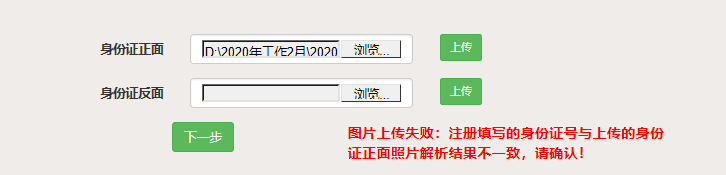 身份证正面 D:\2020年工作2月\2020 浏览... 上传
身份证反面 浏览... 上传
下一步
图片上传失败：注册填写的身份证号与上传的身份
证正面照片解析结果不一致，请确认！